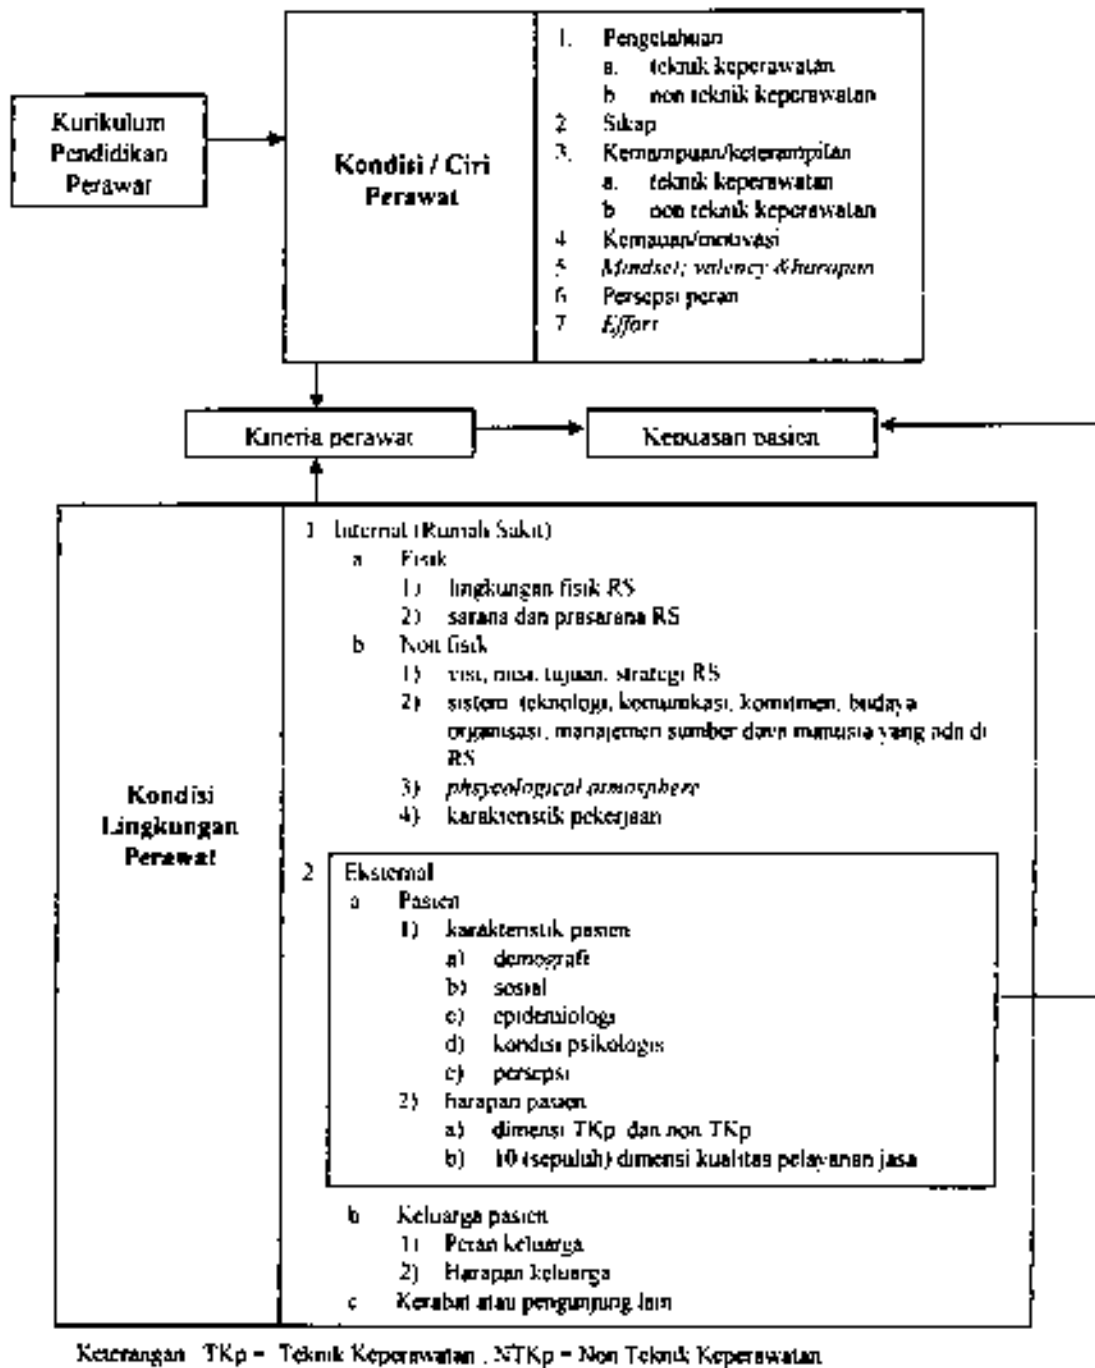 Kurikulum
Pendidikan
Perawat
Kondisi / Ciri
Perawat
1. Pengetahuan
a. teknik keperawatan
b non teknik keperawatan
2 Sikap
3. Kemampuan/keterampilan
a. teknik keperawatan
b non teknik keperawatan
4 Kemauan/motivasi
5 Mindset; valency &harapan
6 Persepsi peran
7 Effort
Kinerja perawat
Kepuasan pasien
Kondisi
Lingkungan
Perawat
1 Internal (Rumah Sakit)
a Fisik
1) lingkungan fisik RS
2) sarana dan prasarana RS
b Non fisik
1) visi, misi, tujuan, strategi RS
2) sistem teknologi, komunikasi, komitmen, budaya
organisasi, manajemen sumber daya manusia yang ada di
RS
3) phsycological atmosphere
4) karakteristik pekerjaan
2 Eksternal
a Pasien
1) karakteristik pasien
a) demografi
b) sosial
c) epidemiologi
d) kondisi psikologis
e) persepsi
2) harapan pasien
a) dimensi TKp dan non TKp
b) 10 (sepuluh) dimensi kualitas pelayanan jasa
b Keluarga pasien
1) Peran keluarga
2) Harapan keluarga
c Kerabat atau pengunjung lain
Keterangan TKp = Teknik Keperawatan , NTKp = Non Teknik Keperawatan